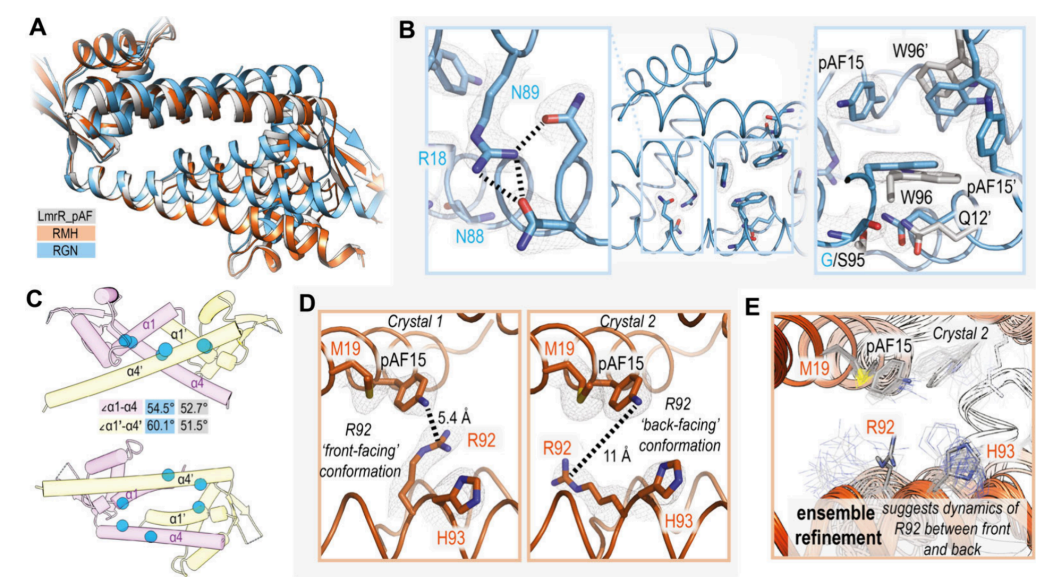 A
LmrR_pAF
RMH
RGN
B
N89
R18
N88
pAF15
W96'
W96
pAF15'
Q12'
G/S95
C
α1
α1'
α4'
α4
∠α1-α4 54.5° 52.7°
∠α1'-α4' 60.1° 51.5°
α4'
α1'
α4
D
Crystal 1
M19
pAF15
5.4 Å
R92
R92
'front-facing'
conformation
H93
Crystal 2
M19
pAF15
R92
'back-facing'
conformation
R92
11 Å
H93
E
Crystal 2
pAF15
M19
R92
H93
ensemble
refinement
suggests dynamics of
R92 between front
and back